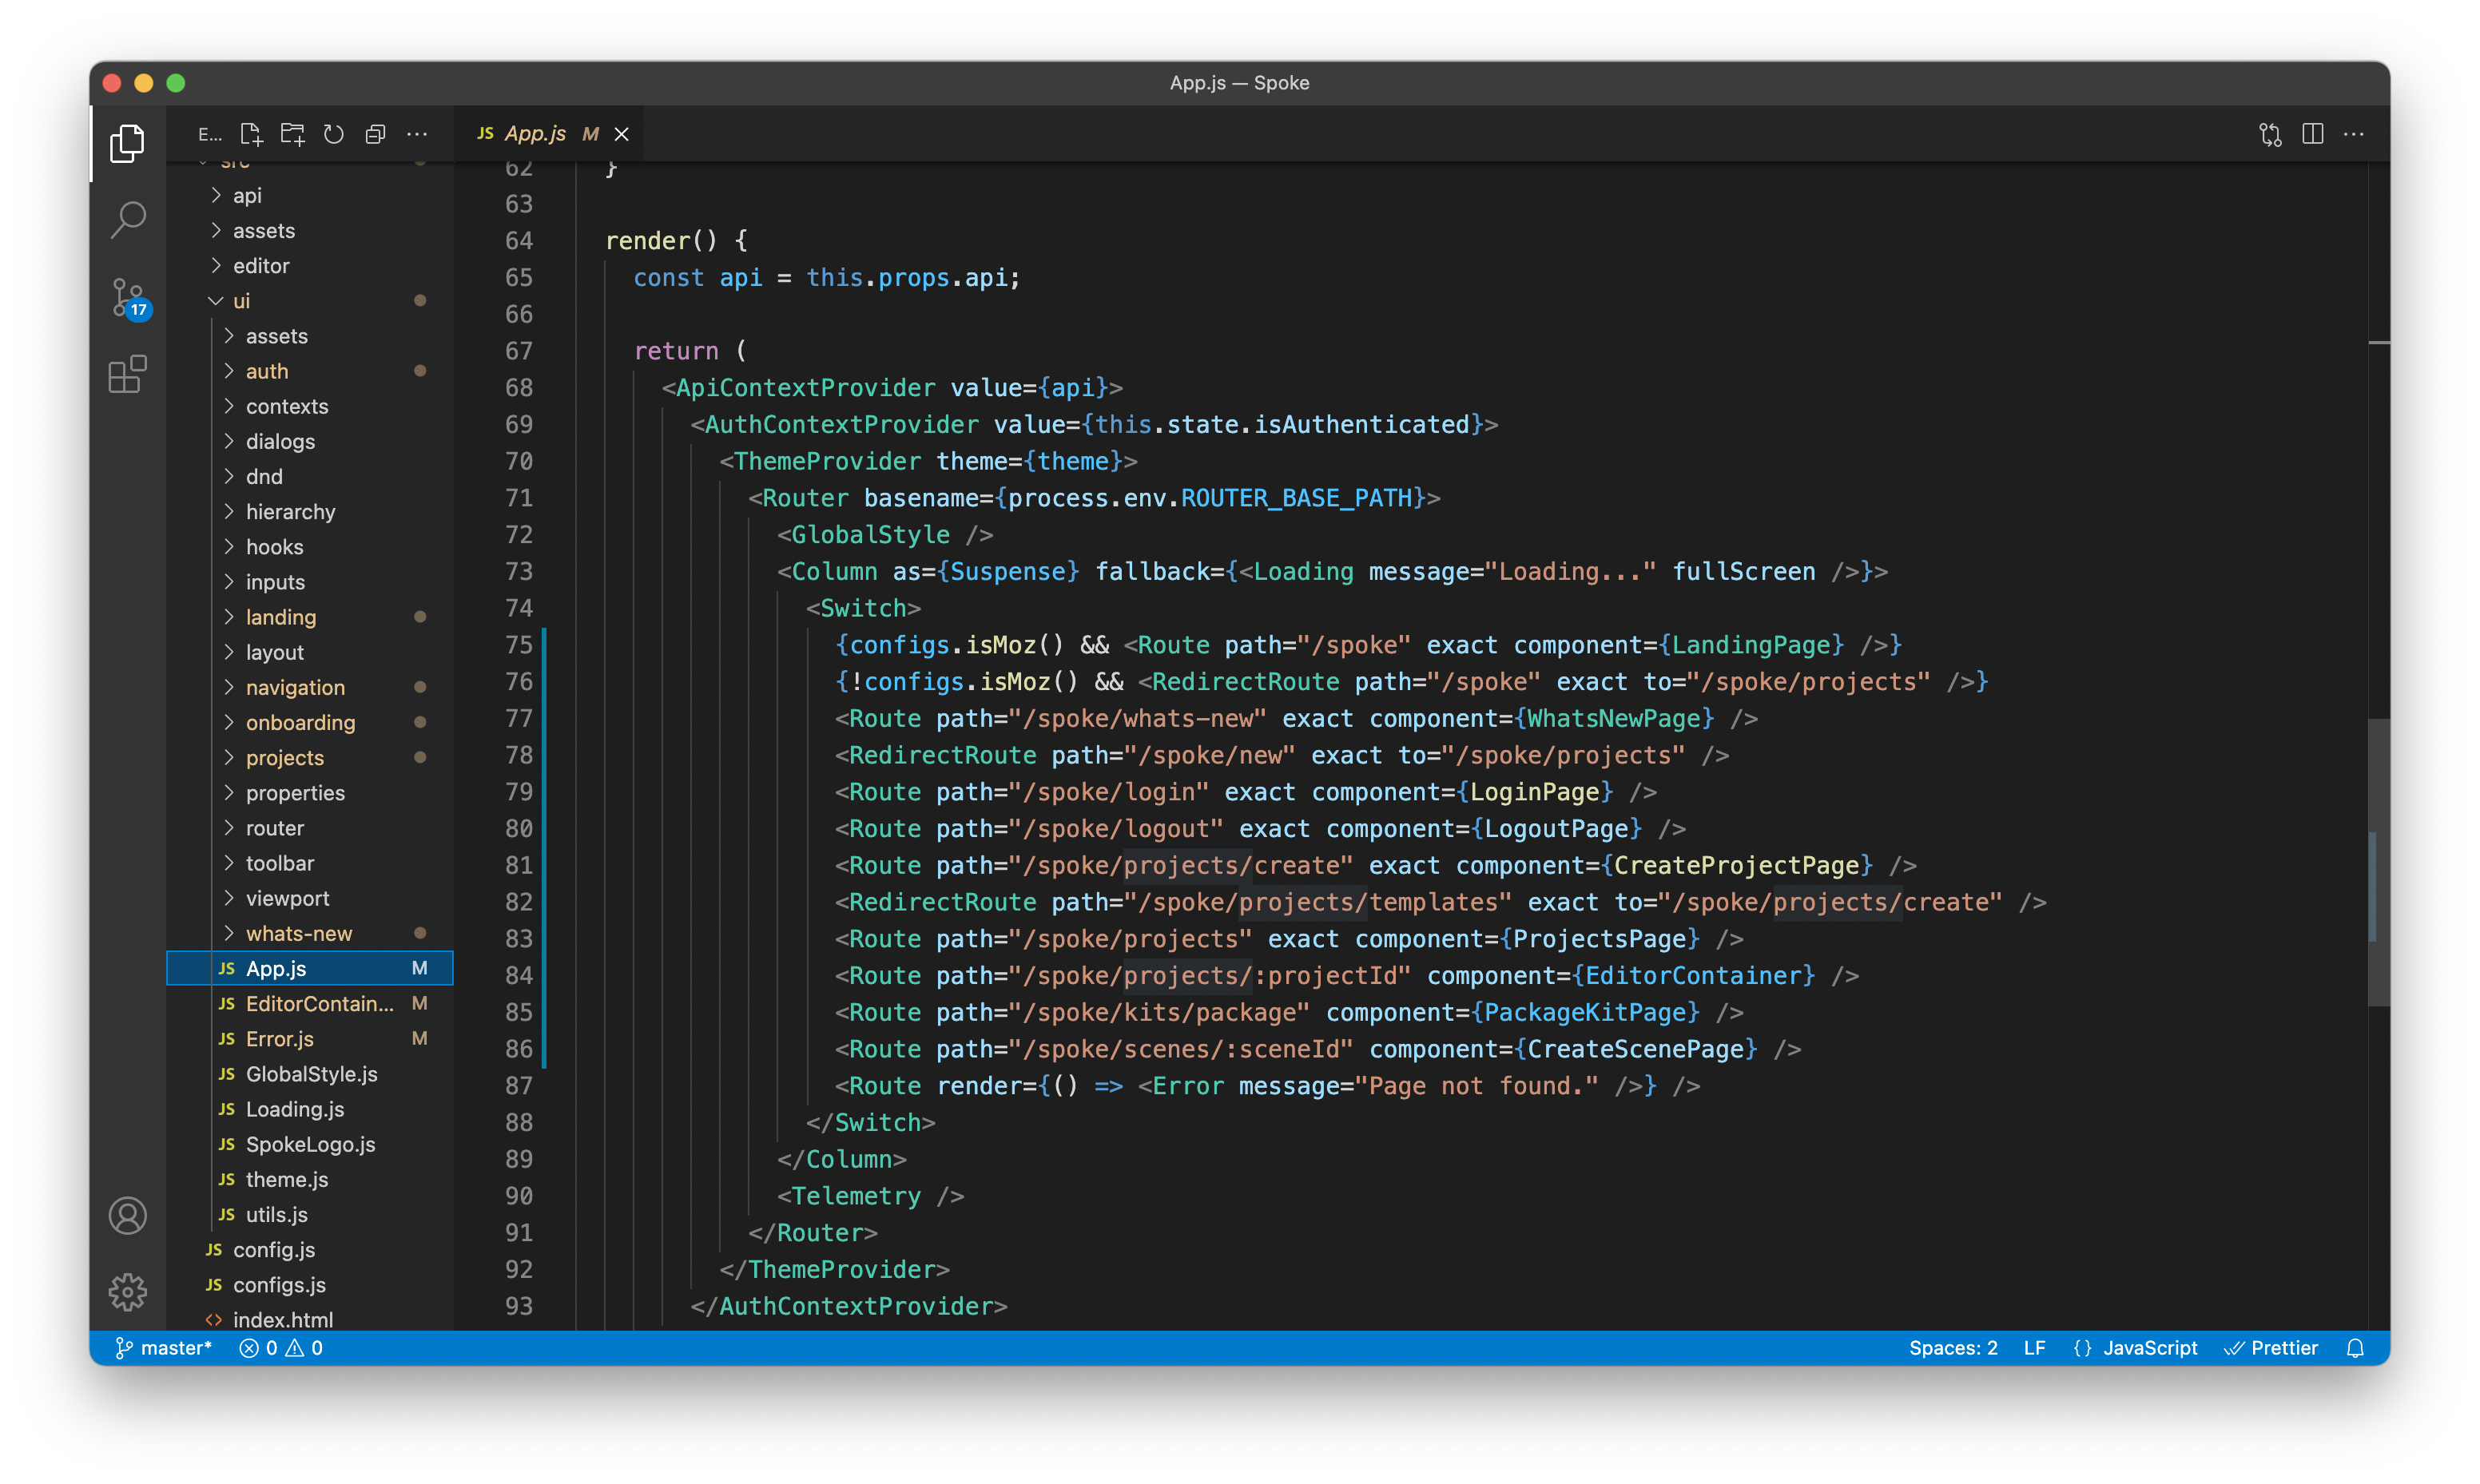 App.js — Spoke
E...
JS App.js M
src
api
assets
editor
ui
assets
auth
contexts
dialogs
dnd
hierarchy
hooks
inputs
landing
layout
navigation
onboarding
projects
properties
router
toolbar
viewport
whats-new
JS App.js M
JS EditorContain... M
JS Error.js M
JS GlobalStyle.js
JS Loading.js
JS SpokeLogo.js
JS theme.js
JS utils.js
JS config.js
JS configs.js
<> index.html
17
62 }
63
64 render() {
65 const api = this.props.api;
66
67 return (
68 <ApiContextProvider value={api}>
69 <AuthContextProvider value={this.state.isAuthenticated}>
70 <ThemeProvider theme={theme}>
71 <Router basename={process.env.ROUTER_BASE_PATH}>
72 <GlobalStyle />
73 <Column as={Suspense} fallback={<Loading message="Loading..." fullScreen />}>
74 <Switch>
75 {configs.isMoz() && <Route path="/spoke" exact component={LandingPage} />}
76 {!configs.isMoz() && <RedirectRoute path="/spoke" exact to="/spoke/projects" />}
77 <Route path="/spoke/whats-new" exact component={WhatsNewPage} />
78 <RedirectRoute path="/spoke/new" exact to="/spoke/projects" />
79 <Route path="/spoke/login" exact component={LoginPage} />
80 <Route path="/spoke/logout" exact component={LogoutPage} />
81 <Route path="/spoke/projects/create" exact component={CreateProjectPage} />
82 <RedirectRoute path="/spoke/projects/templates" exact to="/spoke/projects/create" />
83 <Route path="/spoke/projects" exact component={ProjectsPage} />
84 <Route path="/spoke/projects/:projectId" component={EditorContainer} />
85 <Route path="/spoke/kits/package" component={PackageKitPage} />
86 <Route path="/spoke/scenes/:sceneId" component={CreateScenePage} />
87 <Route render={() => <Error message="Page not found." />} />
88 </Switch>
89 </Column>
90 <Telemetry />
91 </Router>
92 </ThemeProvider>
93 </AuthContextProvider>
master* 0 0 Spaces: 2 LF {} JavaScript Prettier